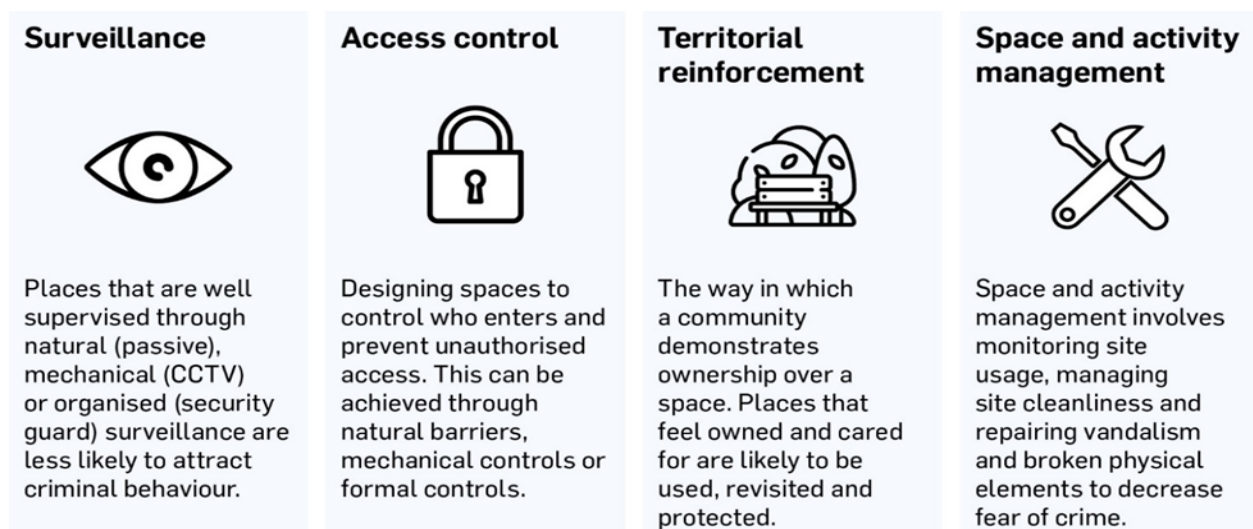 Surveillance
Places that are well
supervised through
natural (passive),
mechanical (CCTV)
or organised (security
guard) surveillance are
less likely to attract
criminal behaviour.
Access control
Designing spaces to
control who enters and
prevent unauthorised
access. This can be
achieved through
natural barriers,
mechanical controls or
formal controls.
Territorial
reinforcement
The way in which
a community
demonstrates
ownership over a
space. Places that
feel owned and cared
for are likely to be
used, revisited and
protected.
Space and activity
management
Space and activity
management involves
monitoring site
usage, managing
site cleanliness and
repairing vandalism
and broken physical
elements to decrease
fear of crime.